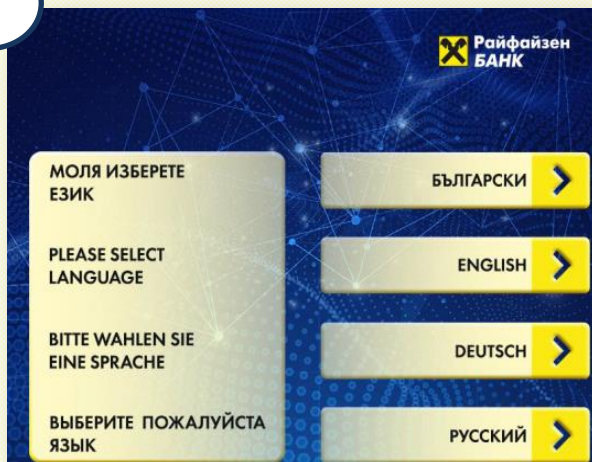 Райфайзен
БАНК
МОЛЯ ИЗБЕРЕТЕ
ЕЗИК
БЪЛГАРСКИ
PLEASE SELECT
LANGUAGE
ENGLISH
BITTE WAHLEN SIE
EINE SPRACHE
DEUTSCH
ВЫБЕРИТЕ ПОЖАЛУЙСТА
ЯЗЫК
РУССКИЙ